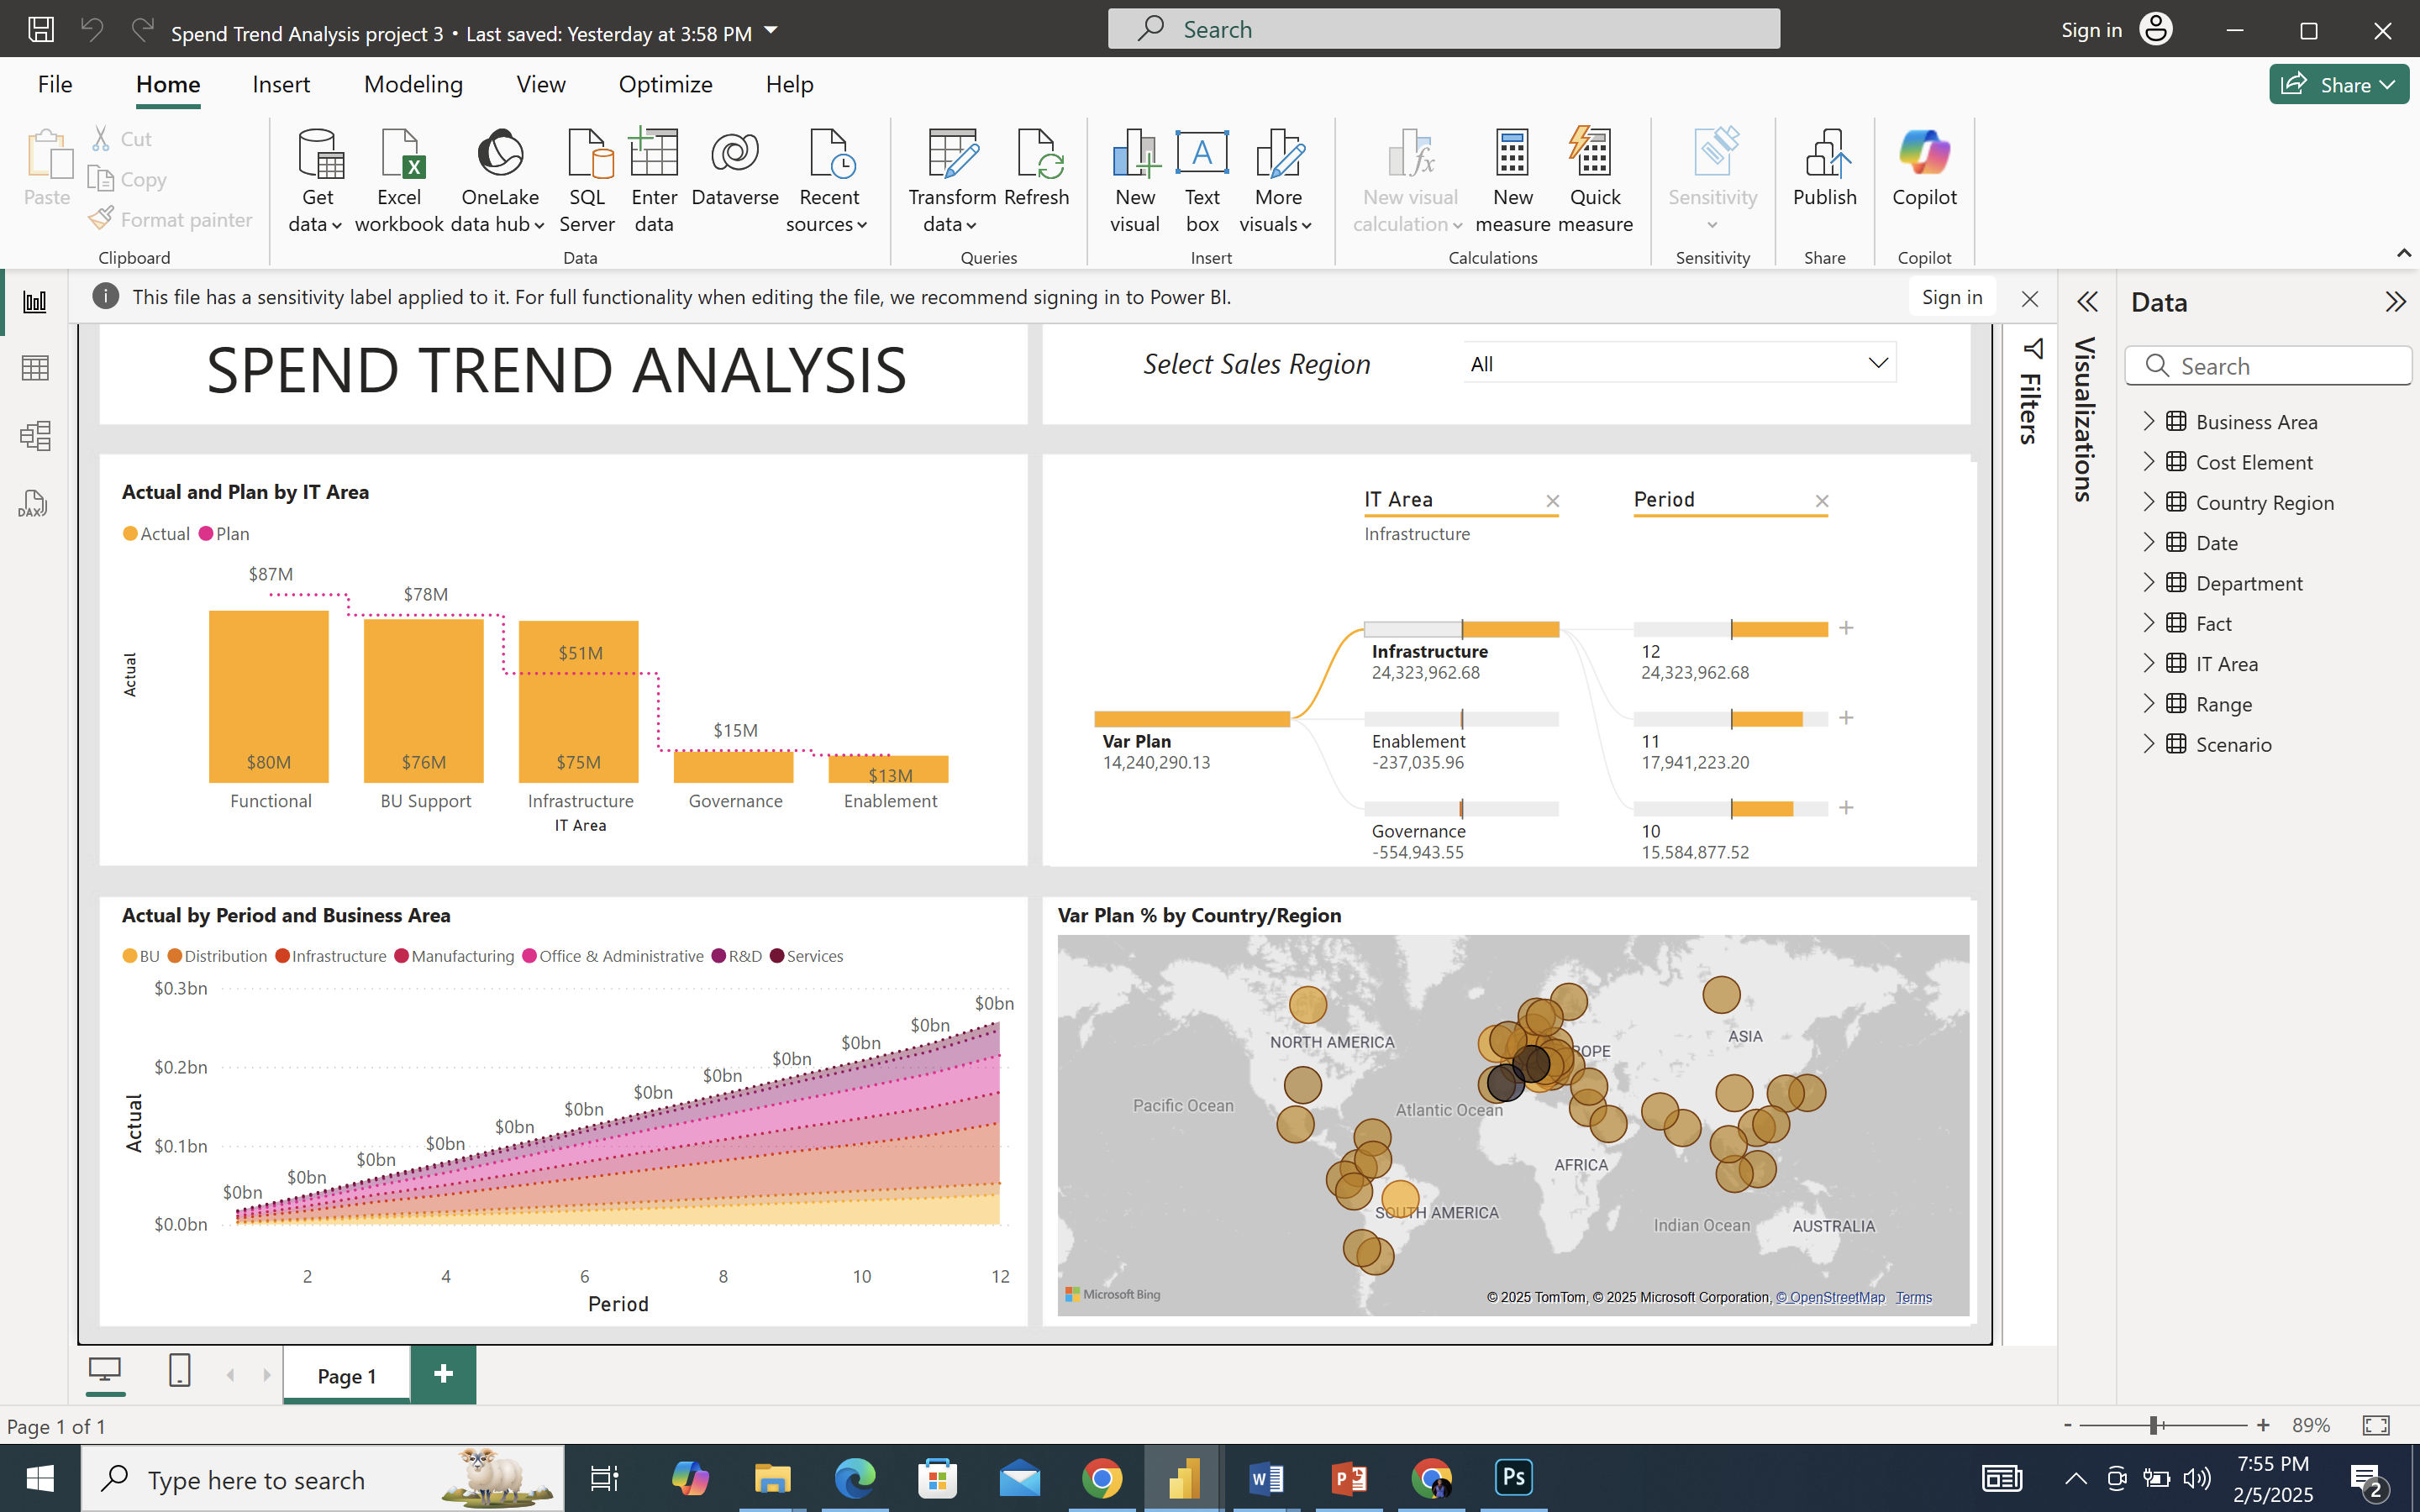 Spend Trend Analysis project 3 • Last saved: Yesterday at 3:58 PM
Search
Sign in
File
Home
Insert
Modeling
View
Optimize
Help
Share
Paste
Cut
Copy
Format painter
Clipboard
Get data
Excel workbook
OneLake data hub
SQL Server
Enter data
Dataverse
Recent sources
Data
Transform data
Refresh
Queries
New visual
Text box
More visuals
Insert
New visual calculation
New measure
Quick measure
Calculations
Sensitivity
Sensitivity
Publish
Share
Copilot
Copilot
This file has a sensitivity label applied to it. For full functionality when editing the file, we recommend signing in to Power BI.
Sign in
DAX
SPEND TREND ANALYSIS
Select Sales Region
All
Actual and Plan by IT Area
Actual
Plan
Actual
$87M
$78M
$51M
$15M
$80M
$76M
$75M
$13M
Functional
BU Support
Infrastructure
Governance
Enablement
IT Area
IT Area
Infrastructure
Period
Var Plan
14,240,290.13
Infrastructure
24,323,962.68
Enablement
-237,035.96
Governance
-554,943.55
12
24,323,962.68
11
17,941,223.20
10
15,584,877.52
Actual by Period and Business Area
BU
Distribution
Infrastructure
Manufacturing
Office & Administrative
R&D
Services
Actual
$0.3bn
$0.2bn
$0.1bn
$0.0bn
$0bn
$0bn
$0bn
$0bn
$0bn
$0bn
$0bn
$0bn
$0bn
$0bn
$0bn
$0bn
2
4
6
8
10
12
Period
Var Plan % by Country/Region
NORTH AMERICA
OPE
ASIA
Pacific Ocean
Atlantic Ocean
AFRICA
SOUTH AMERICA
Indian Ocean
AUSTRALIA
Microsoft Bing
© 2025 TomTom, © 2025 Microsoft Corporation, © OpenStreetMap Terms
Filters
Visualizations
Data
Search
Business Area
Cost Element
Country Region
Date
Department
Fact
IT Area
Range
Scenario
Page 1
Page 1 of 1
89%
Type here to search
Ps
7:55 PM
2/5/2025
2